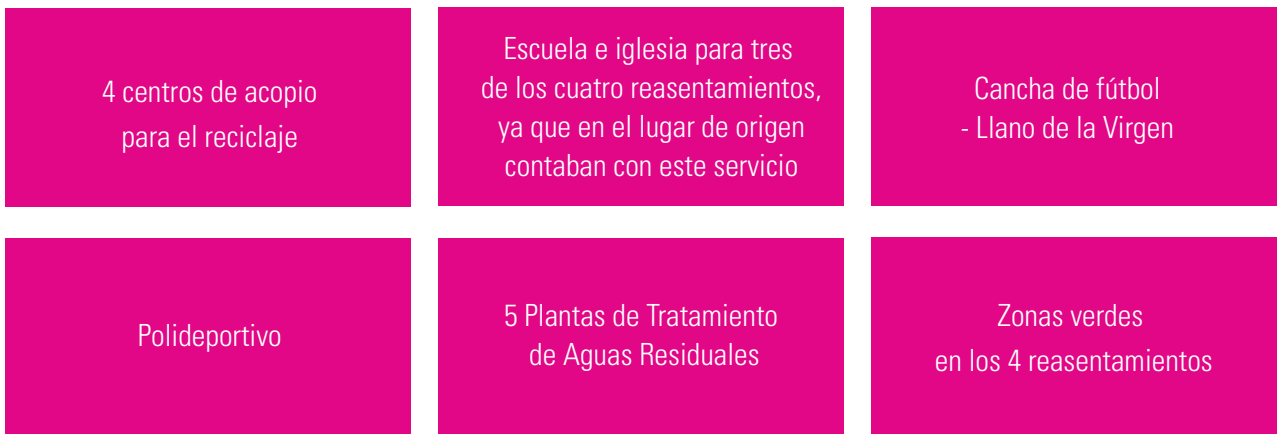 4 centros de acopio
para el reciclaje
Escuela e iglesia para tres
de los cuatro reasentamientos,
ya que en el lugar de origen
contaban con este servicio
Cancha de fútbol
- Llano de la Virgen
Polideportivo
5 Plantas de Tratamiento
de Aguas Residuales
Zonas verdes
en los 4 reasentamientos